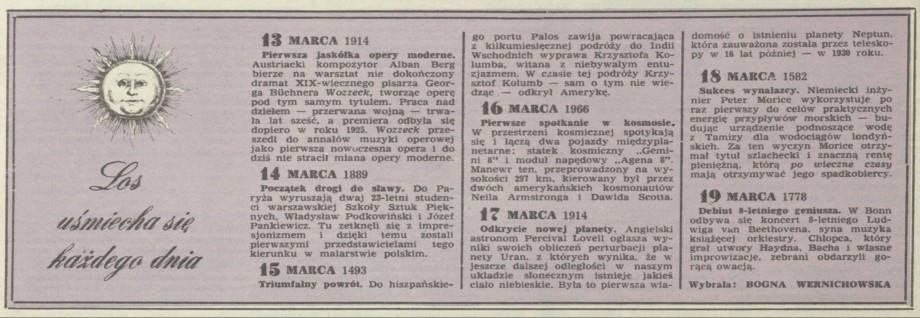 Los
uśmiecha się
każdego dnia
13 MARCA 1914
Pierwsza jaskółka opery moderne.
Austriacki kompozytor Alban Berg
bierze na warsztat nie dokończony
dramat XIX-wiecznego pisarza Geor-
ga Büchnera Wozzeck, tworząc operę
pod tym samym tytułem. Praca nad
dziełem — przerwana wojną — trwa-
ła lat sześć, a premiera odbyła się
dopiero w roku 1925. Wozzeck prze-
szedł do annałów muzyki operowej
jako pierwsza nowoczesna opera i do
dziś nie stracił miana opery moderne.
14 MARCA 1889
Początek drogi do sławy. Do Pa-
ryża wyruszają dwaj 23-letni studen-
ci warszawskiej Szkoły Sztuk Pięk-
nych, Władysław Podkowiński i Józef
Pankiewicz. Tu zetknęli się z impre-
sjonizmem i dzięki temu zostali
pierwszymi przedstawicielami tego
kierunku w malarstwie polskim.
15 MARCA 1493
Triumfalny powrót. Do hiszpańskie-
go portu Palos zawija powracająca
z kilkumiesięcznej podróży do Indii
Wschodnich wyprawa Krzysztofa Ko-
lumba, witana z niebywałym entu-
zjazmem. W czasie tej podróży Krzy-
sztof Kolumb — sam o tym nie wie-
dząc — odkrył Amerykę.
16 MARCA 1966
Pierwsze spotkanie w kosmosie.
W przestrzeni kosmicznej spotykają
się i łączą dwa pojazdy międzypla-
netarne: statek kosmiczny „Gemi-
ni 8” i moduł napędowy „Agena 8”.
Manewr ten, przeprowadzony na wy-
sokości 297 km, kierowany był przez
dwóch amerykańskich kosmonautów
Neila Armstronga i Dawida Scotta.
17 MARCA 1914
Odkrycie nowej planety. Angielski
astronom Percival Lovell ogłasza wy-
niki swoich obliczeń perturbacji pla-
nety Uran, z których wynika, że w
jeszcze dalszej odległości w naszym
układzie słonecznym istnieje jakieś
ciało niebieskie. Była to pierwsza wia-
domość o istnieniu planety Neptun,
która zauważona została przez telesko-
py w 16 lat później — w 1930 roku.
18 MARCA 1582
Sukces wynalazcy. Niemiecki inży-
nier Peter Morice wykorzystuje po
raz pierwszy do celów praktycznych
energię przypływów morskich — bu-
dując urządzenie podnoszące wodę
z Tamizy dla wodociągów londyń-
skich. Za ten wyczyn Morice otrzy-
mał tytuł szlachecki i znaczną rentę
pieniężną, którą po wieczne czasy
mają otrzymywać jego spadkobiercy.
19 MARCA 1778
Debiut 8-letniego geniusza. W Bonn
odbywa się koncert 8-letniego Lud-
wiga van Beethovena, syna muzyka
książęcej orkiestry. Chłopca, który
grał utwory Haydna, Bacha i własne
improwizacje, zebrani obdarzyli go-
rącą owacją.
Wybrała: BOGNA WERNICHOWSKA